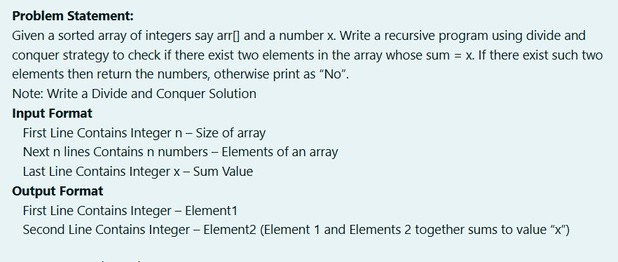 Problem Statement:
Given a sorted array of integers say arr[] and a number x. Write a recursive program using divide and
conquer strategy to check if there exist two elements in the array whose sum = x. If there exist such two
elements then return the numbers, otherwise print as “No”.
Note: Write a Divide and Conquer Solution
Input Format
First Line Contains Integer n – Size of array
Next n lines Contains n numbers – Elements of an array
Last Line Contains Integer x – Sum Value
Output Format
First Line Contains Integer – Element1
Second Line Contains Integer – Element2 (Element 1 and Elements 2 together sums to value “x”)